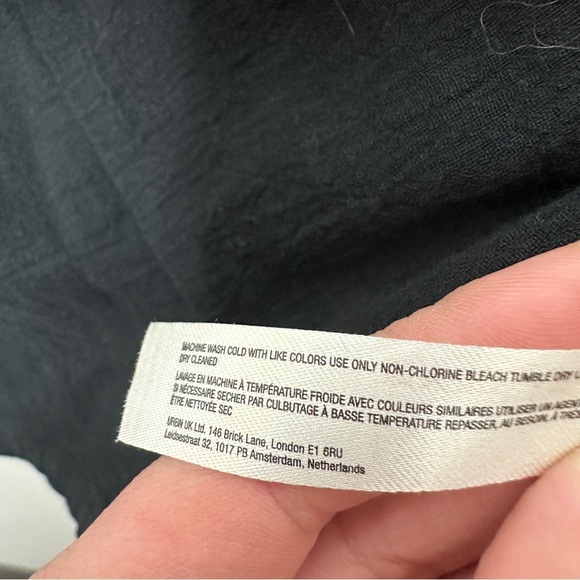 MACHINE WASH COLD WITH LIKE COLORS USE ONLY NON-CHLORINE BLEACH TUMBLE DRY
DRY CLEANED
LAVAGE EN MACHINE À TEMPÉRATURE FROIDE AVEC COULEURS SIMILAIRES UTILISER UN AGENT
SI NÉCESSAIRE SECHER PAR CULBUTAGE À BASSE TEMPERATURE REPASSER, AU BESOIN, À
ÊTRE NETTOYÉE SEC
URBN UK Ltd. 146 Brick Lane, London E1 6RU
Leidsestraat 32, 1017 PB Amsterdam, Netherlands